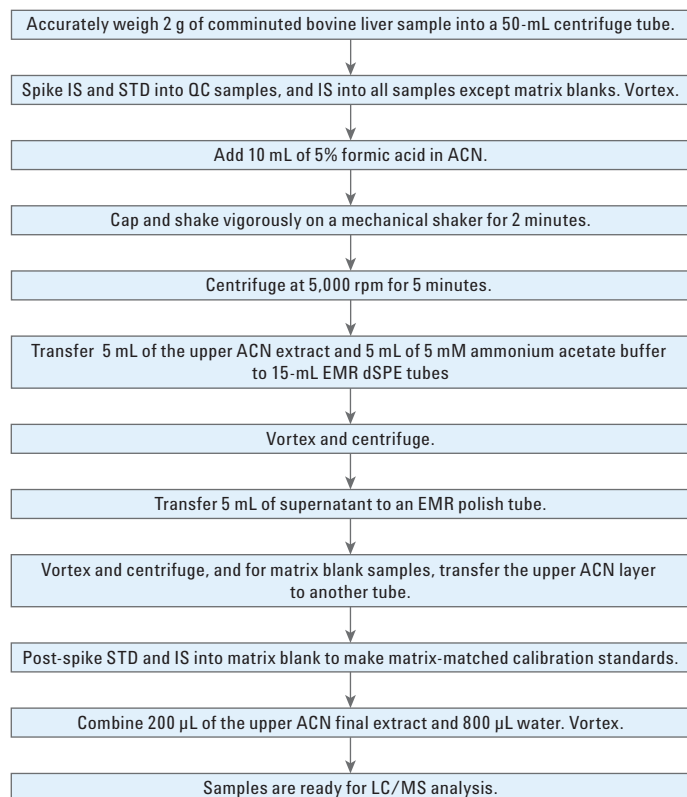 Accurately weigh 2 g of comminuted bovine liver sample into a 50-mL centrifuge tube.
Spike IS and STD into QC samples, and IS into all samples except matrix blanks. Vortex.
Add 10 mL of 5% formic acid in ACN.
Cap and shake vigorously on a mechanical shaker for 2 minutes.
Centrifuge at 5,000 rpm for 5 minutes.
Transfer 5 mL of the upper ACN extract and 5 mL of 5 mM ammonium acetate buffer
to 15-mL EMR dSPE tubes
Vortex and centrifuge.
Transfer 5 mL of supernatant to an EMR polish tube.
Vortex and centrifuge, and for matrix blank samples, transfer the upper ACN layer
to another tube.
Post-spike STD and IS into matrix blank to make matrix-matched calibration standards.
Combine 200 µL of the upper ACN final extract and 800 µL water. Vortex.
Samples are ready for LC/MS analysis.